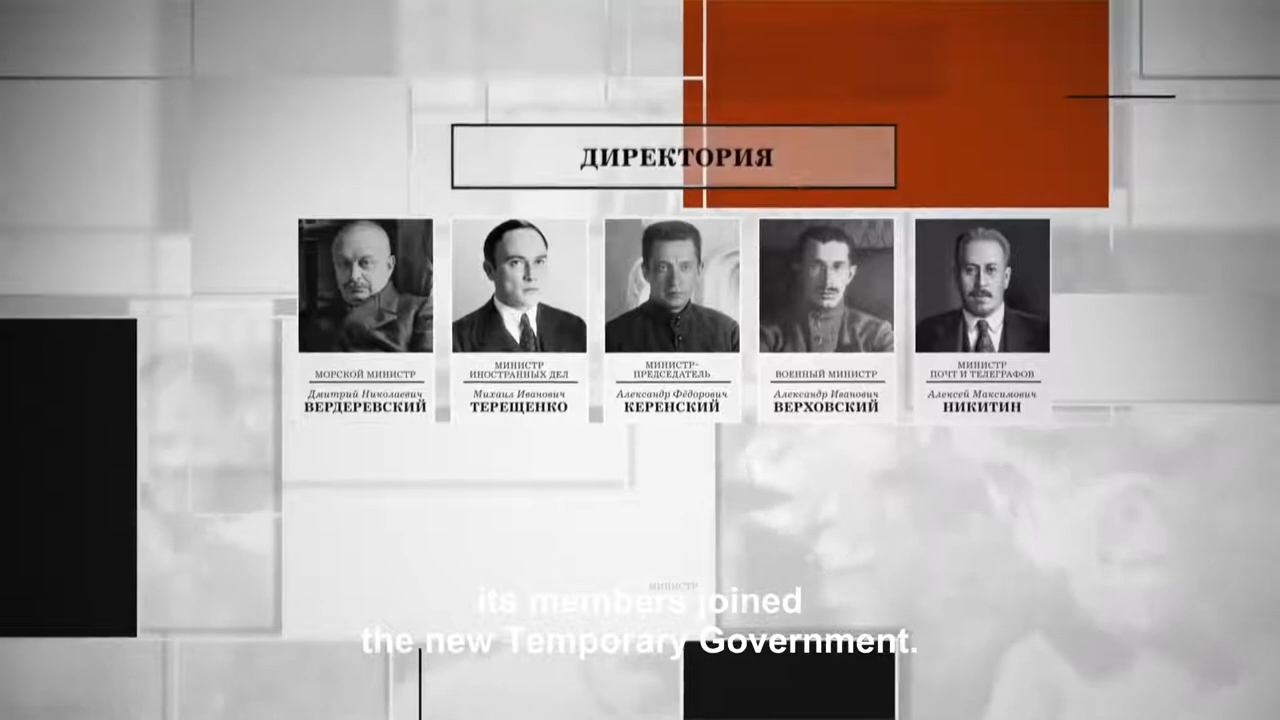 ДИРЕКТОРИЯ
МОРСКОЙ МИНИСТР
Дмитрий Николаевич
ВЕРДЕРЕВСКИЙ
МИНИСТР
ИНОСТРАННЫХ ДЕЛ
Михаил Иванович
ТЕРЕЩЕНКО
МИНИСТР-
ПРЕДСЕДАТЕЛЬ
Александр Фёдорович
КЕРЕНСКИЙ
ВОЕННЫЙ МИНИСТР
Александр Иванович
ВЕРХОВСКИЙ
МИНИСТР
ПОЧТ И ТЕЛЕГРАФОВ
Алексей Максимович
НИКИТИН
МИНИСТР
its members joined
the new Temporary Government.